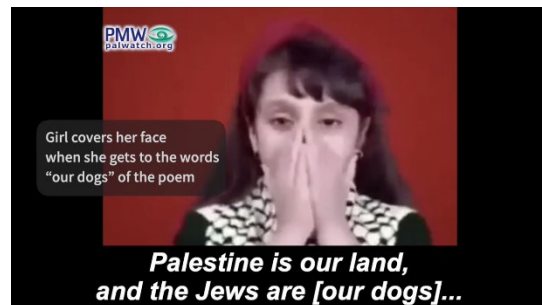 PMW
palwatch.org
Girl covers her face
when she gets to the words
"our dogs" of the poem
Palestine is our land,
and the Jews are [our dogs]...